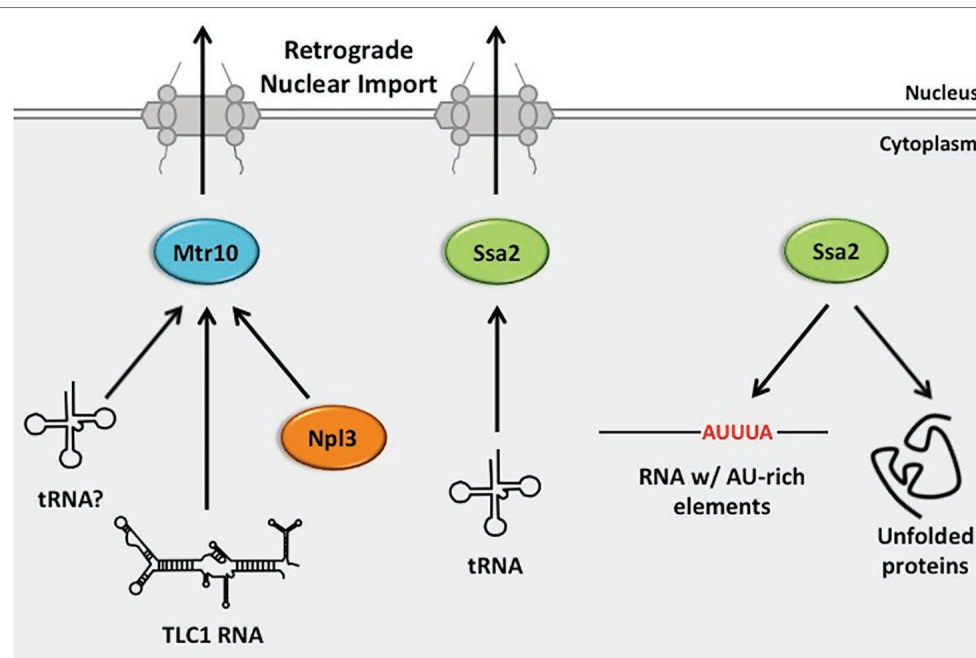 Retrograde
Nuclear Import
Nucleus
Cytoplasm
Mtr10
Ssa2
Ssa2
Npl3
AUUUA
tRNA?
RNA w/ AU-rich
elements
Unfolded
proteins
tRNA
TLC1 RNA